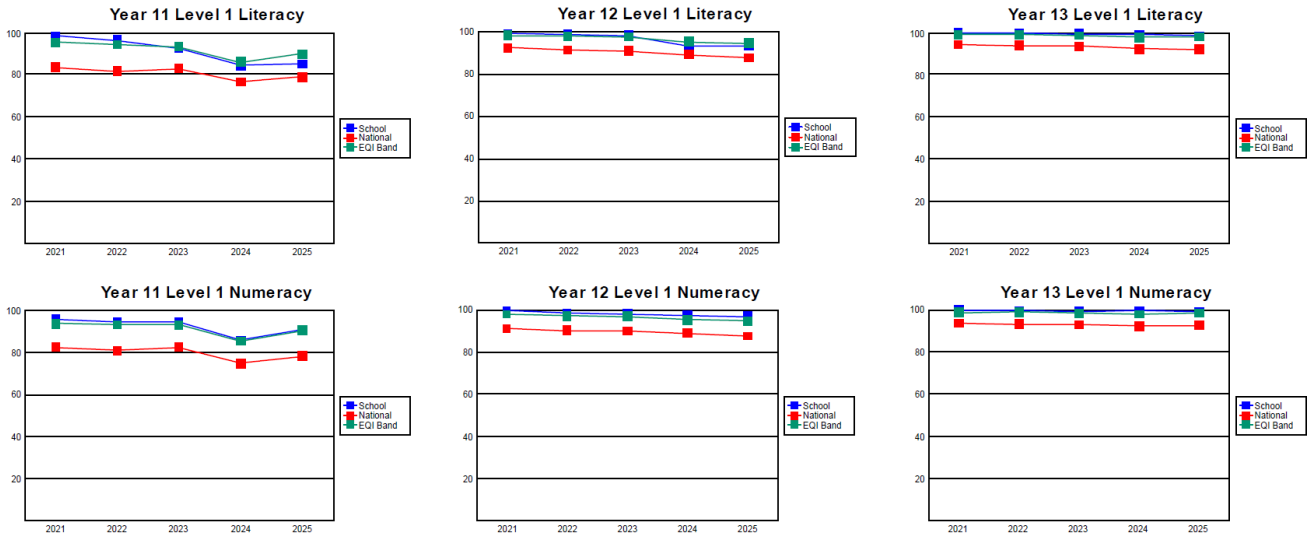 Year 11 Level 1 Literacy
100
80
60
40
20
2021 2022 2023 2024 2025
School
National
EQI Band
Year 12 Level 1 Literacy
100
80
60
40
20
2021 2022 2023 2024 2025
School
National
EQI Band
Year 13 Level 1 Literacy
100
80
60
40
20
2021 2022 2023 2024 2025
School
National
EQI Band
Year 11 Level 1 Numeracy
100
80
60
40
20
2021 2022 2023 2024 2025
School
National
EQI Band
Year 12 Level 1 Numeracy
100
80
60
40
20
2021 2022 2023 2024 2025
School
National
EQI Band
Year 13 Level 1 Numeracy
100
80
60
40
20
2021 2022 2023 2024 2025
School
National
EQI Band